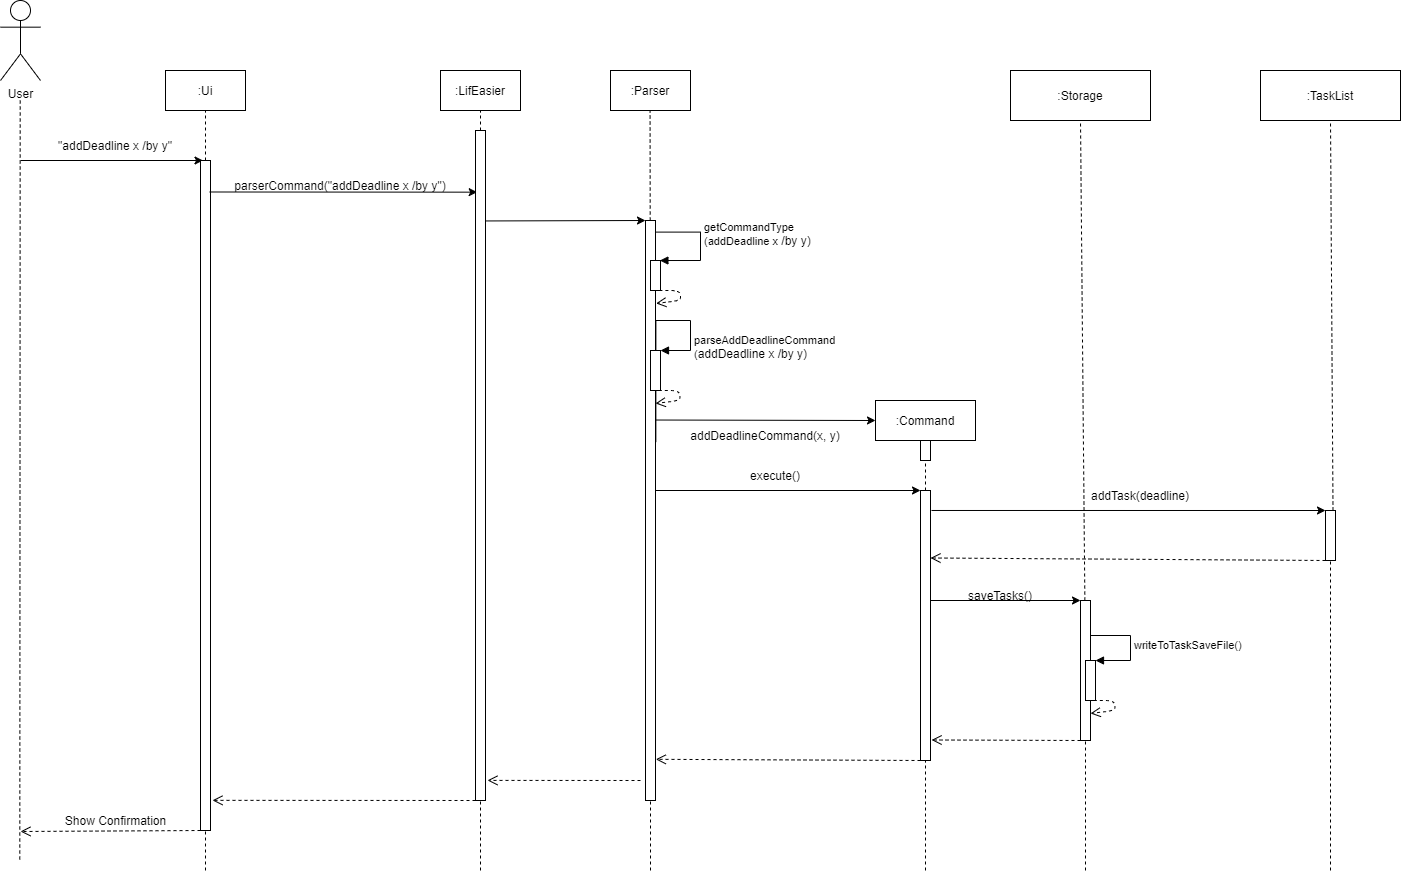 User
:Ui
:LifEasier
:Parser
:Storage
:TaskList
"addDeadline x /by y"
parserCommand("addDeadline x /by y")
getCommandType
(addDeadline x /by y)
parseAddDeadlineCommand
(addDeadline x /by y)
:Command
addDeadlineCommand(x, y)
execute()
addTask(deadline)
saveTasks()
writeToTaskSaveFile()
Show Confirmation